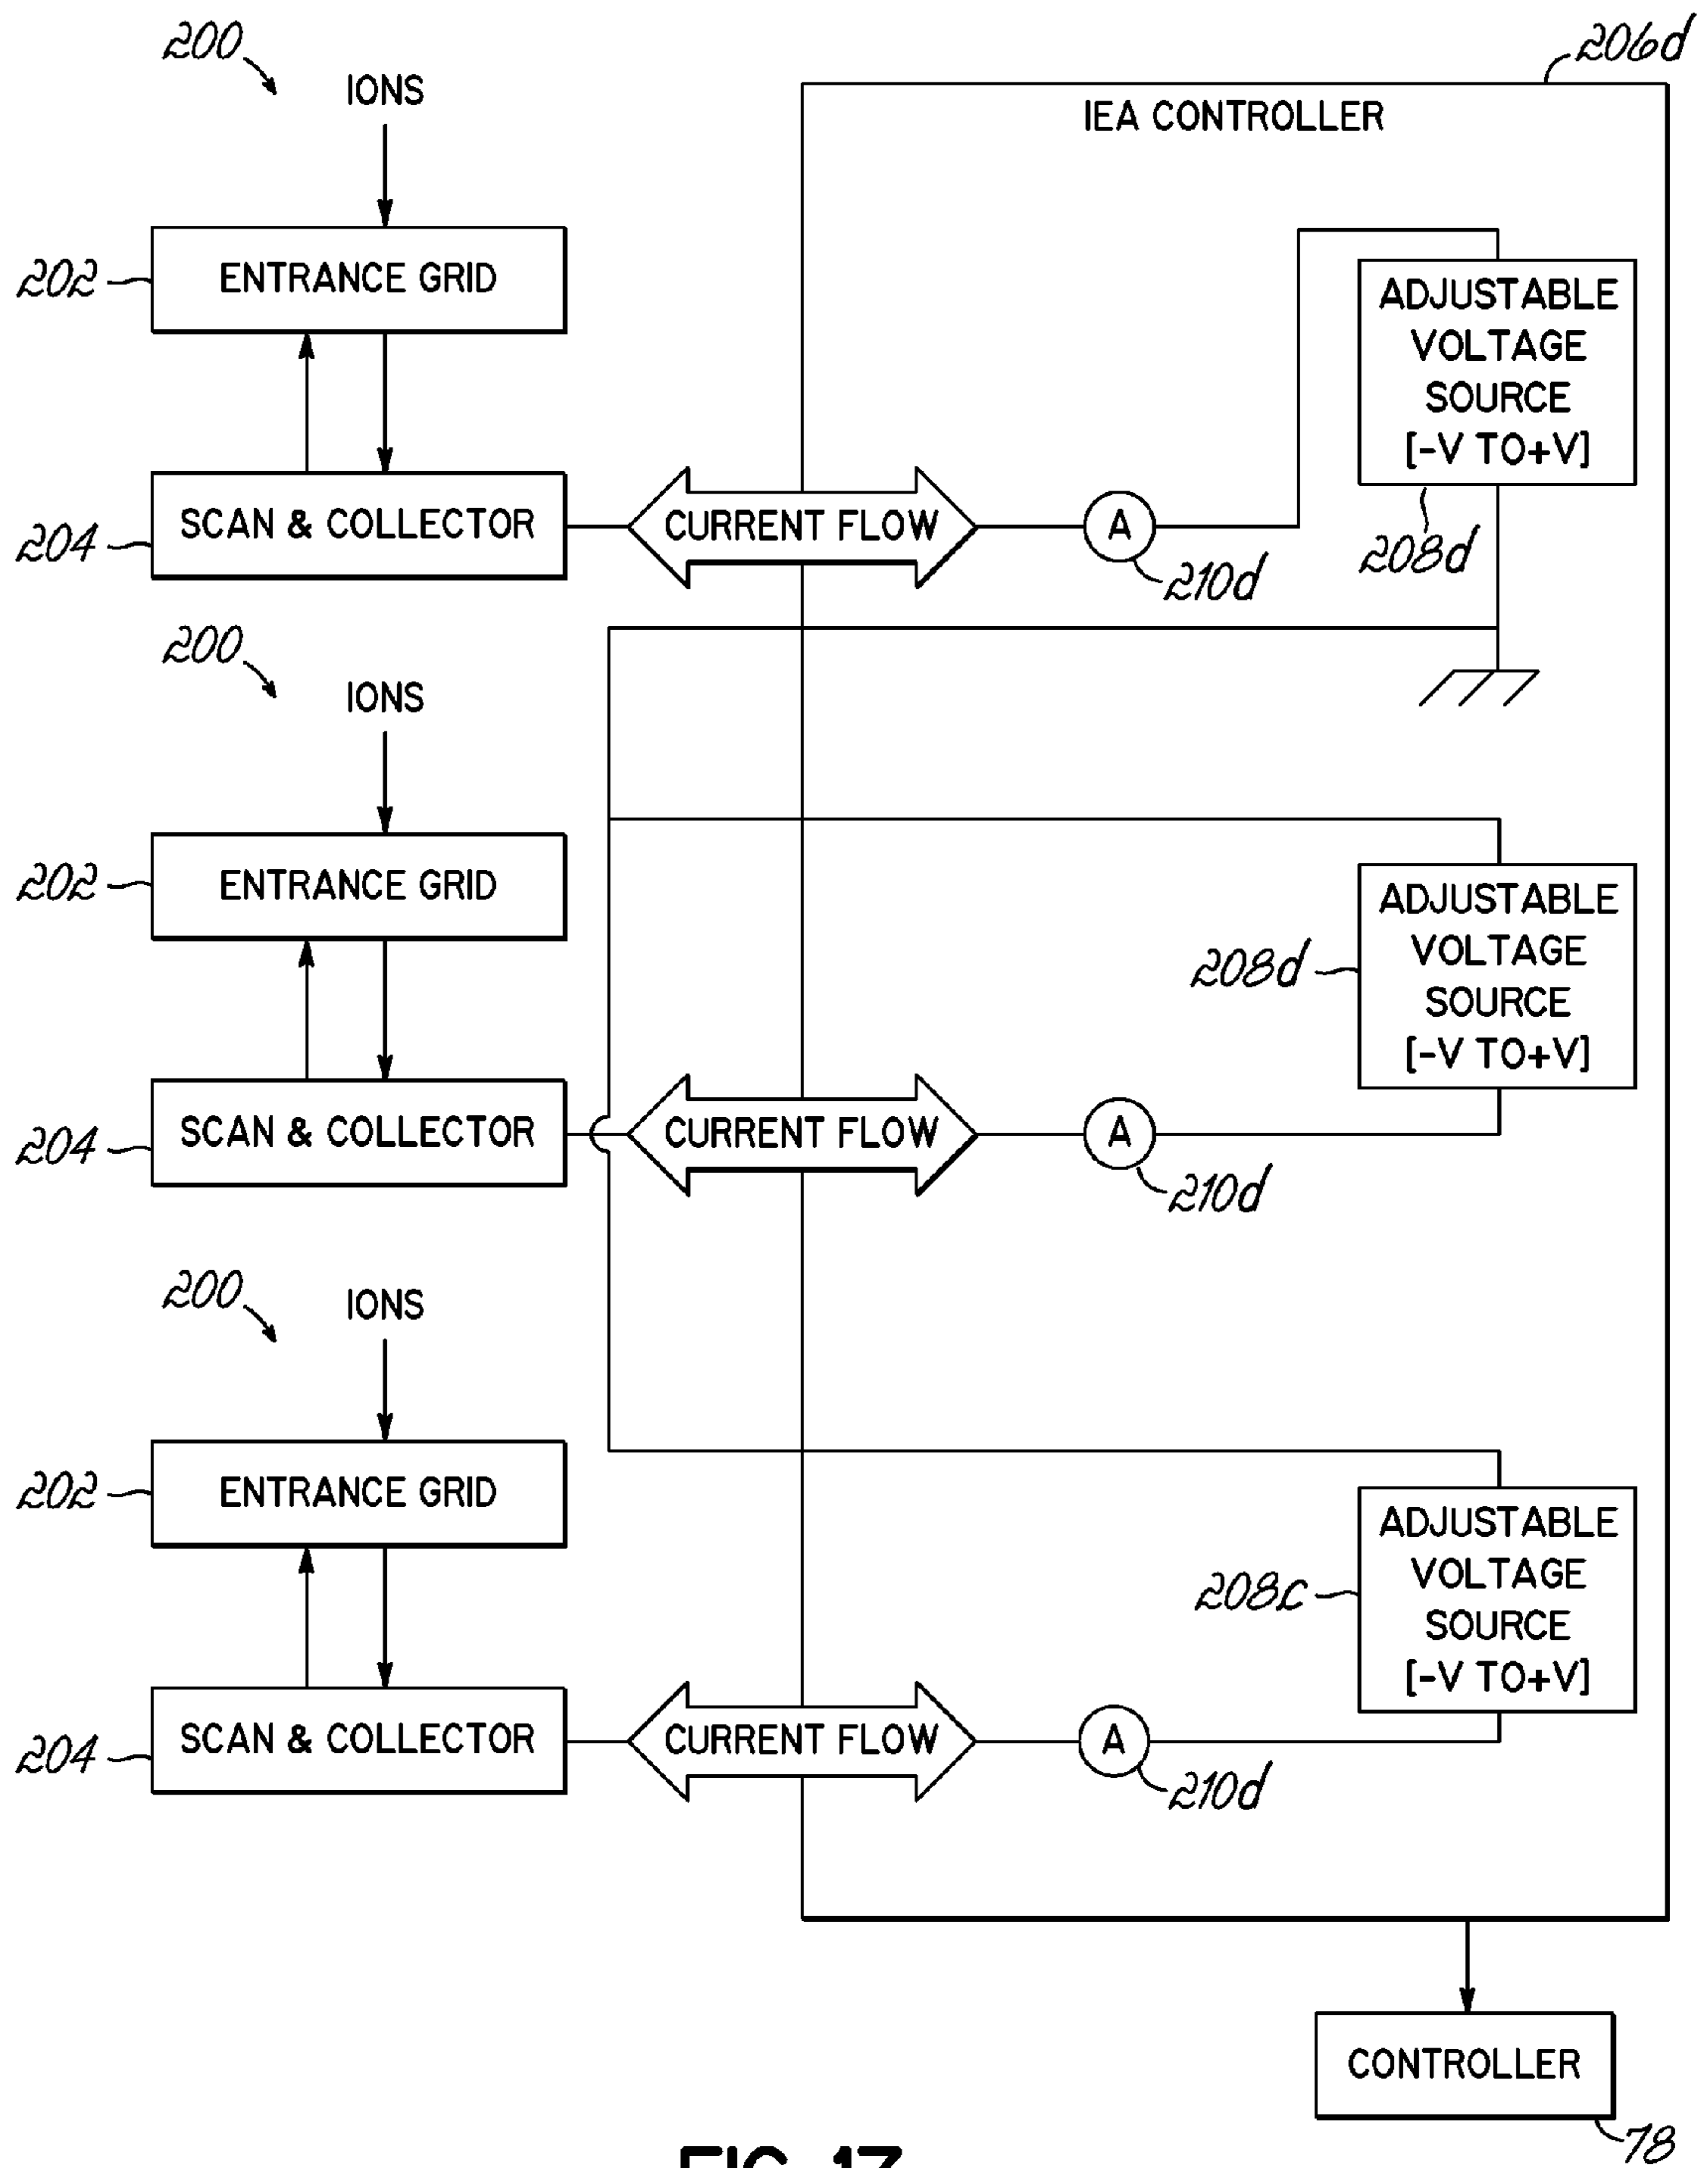 200
IONS
206d
IEA CONTROLLER
202
ENTRANCE GRID
ADJUSTABLE
VOLTAGE
SOURCE
[-V TO+V]
204
SCAN & COLLECTOR
CURRENT FLOW
A
210d
208d
200
IONS
202
ENTRANCE GRID
ADJUSTABLE
VOLTAGE
SOURCE
[-V TO+V]
208d
204
SCAN & COLLECTOR
CURRENT FLOW
A
210d
200
IONS
202
ENTRANCE GRID
ADJUSTABLE
VOLTAGE
SOURCE
[-V TO+V]
208c
204
SCAN & COLLECTOR
CURRENT FLOW
A
210d
CONTROLLER
78